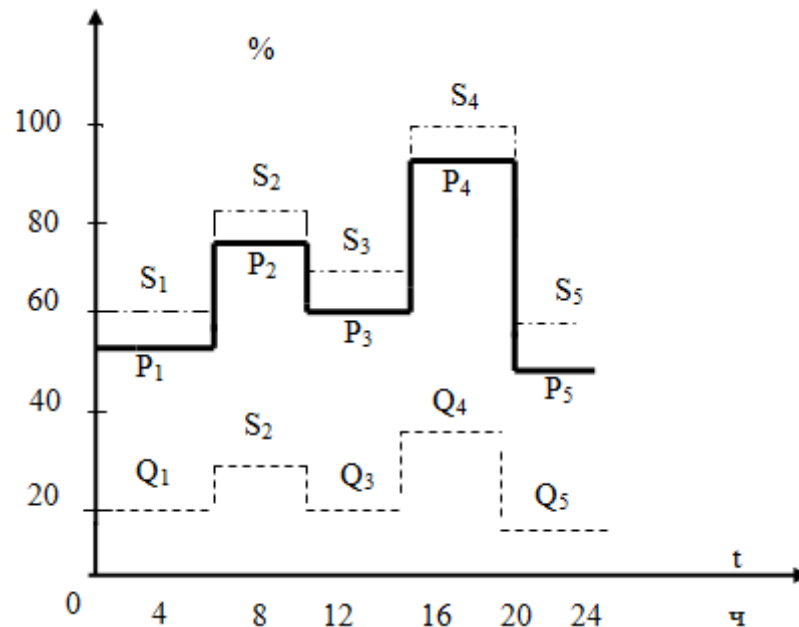 %
S₄
100
P₄
S₂
80
S₃
P₂
S₁
S₅
60
P₃
P₁
P₅
Q₄
40
S₂
Q₁
Q₃
Q₅
20
t
0 4 8 12 16 20 24 ч